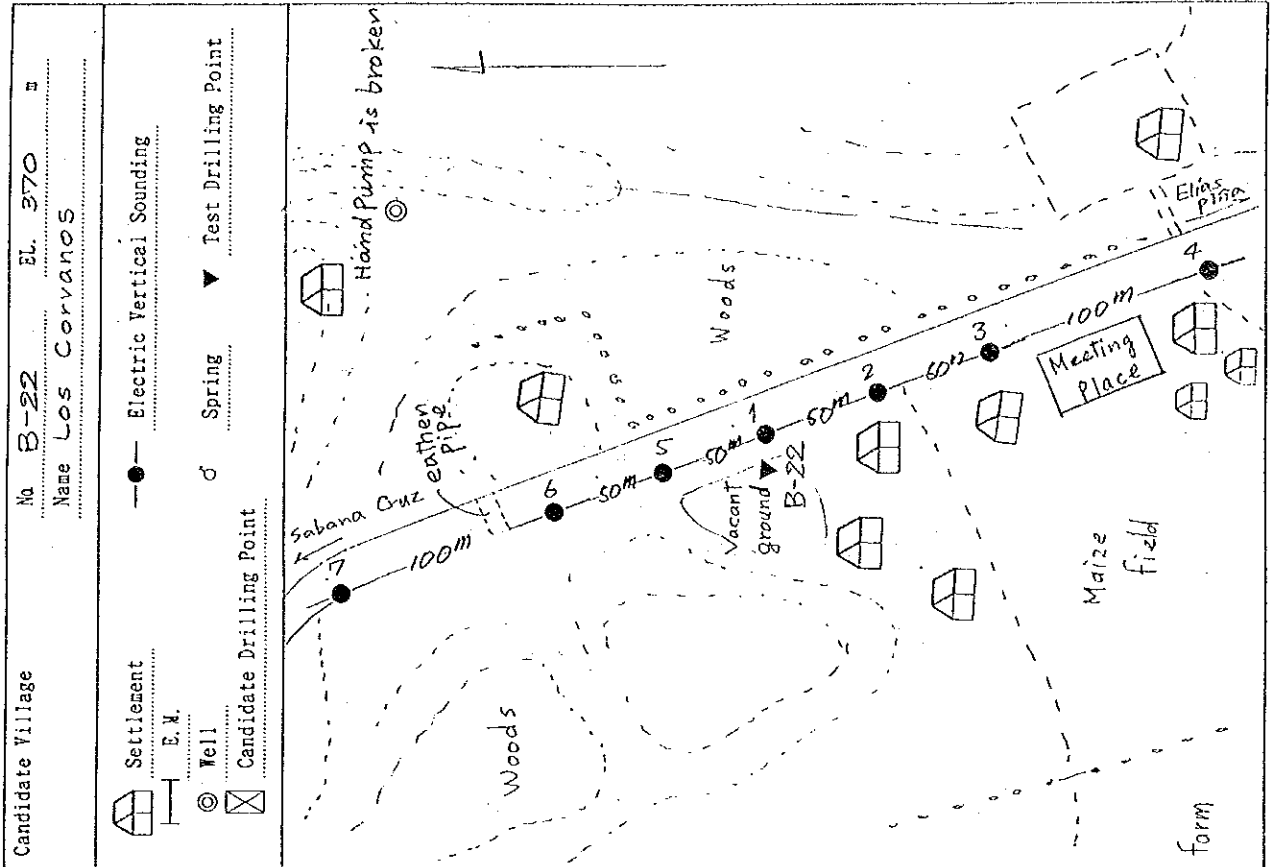 Candidate Village
No B-22 EL. 370 m
Name Los Corvanos
Settlement
E.M.
Well
Candidate Drilling Point
Electric Vertical Sounding
Spring
Test Drilling Point
Hand Pump is broken
Sabana Cruz
eathen
pipe
7
100m
6
50m
5
50m
1
50m
2
60m
3
100m
4
Vacant
ground
B-22
Woods
Woods
Meeting
Place
Elias
Piña
Maize
field
form